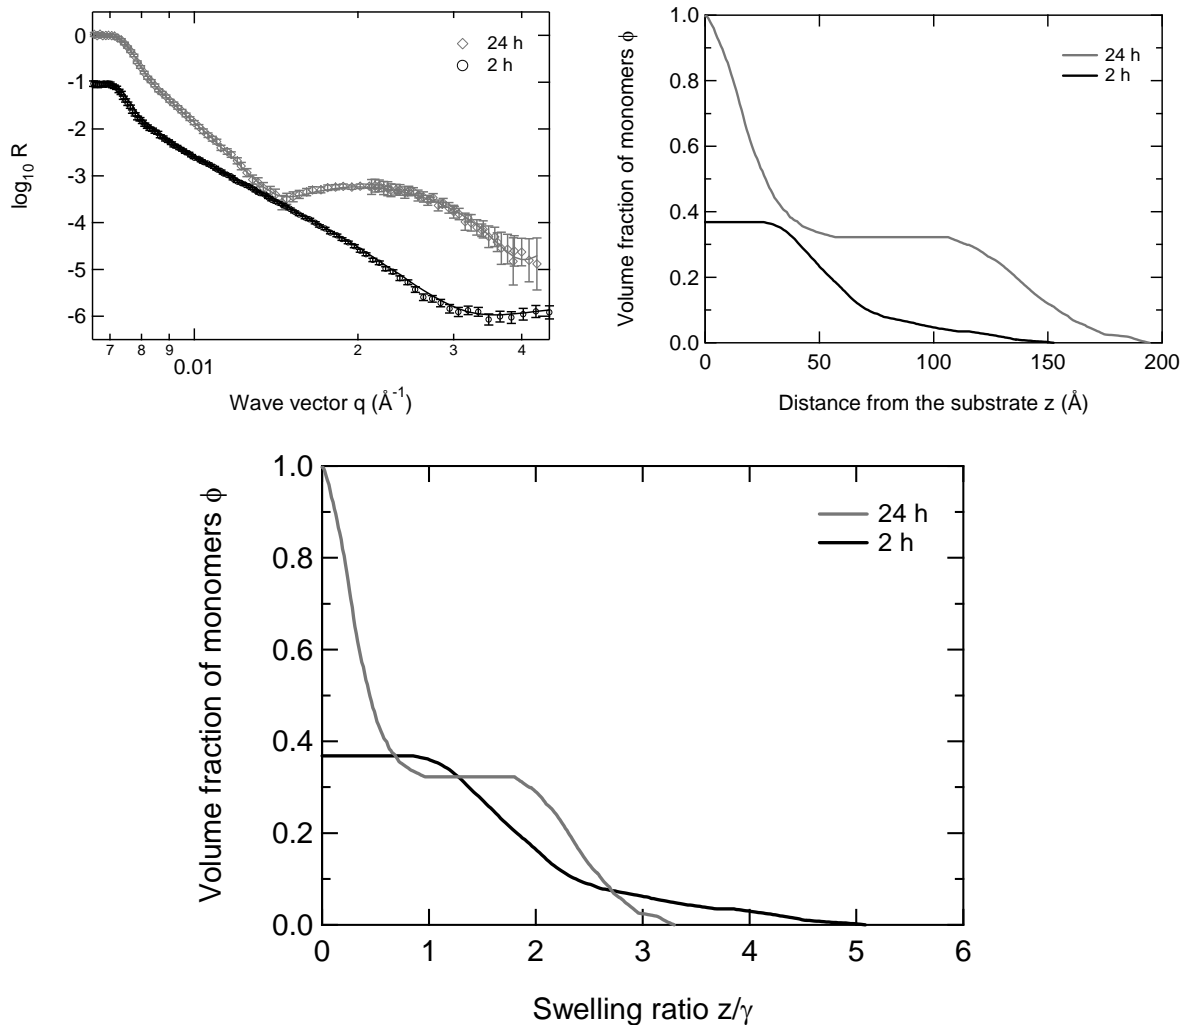 0
-1
-2
-3
-4
-5
-6
log10 R
24 h
2 h
7 8 9 2 3 4
0.01
Wave vector q (Å-1)
1.0
0.8
0.6
0.4
0.2
0.0
Volume fraction of monomers ϕ
24 h
2 h
0 50 100 150 200
Distance from the substrate z (Å)
1.0
0.8
0.6
0.4
0.2
0.0
Volume fraction of monomers ϕ
24 h
2 h
0 1 2 3 4 5 6
Swelling ratio z/γ